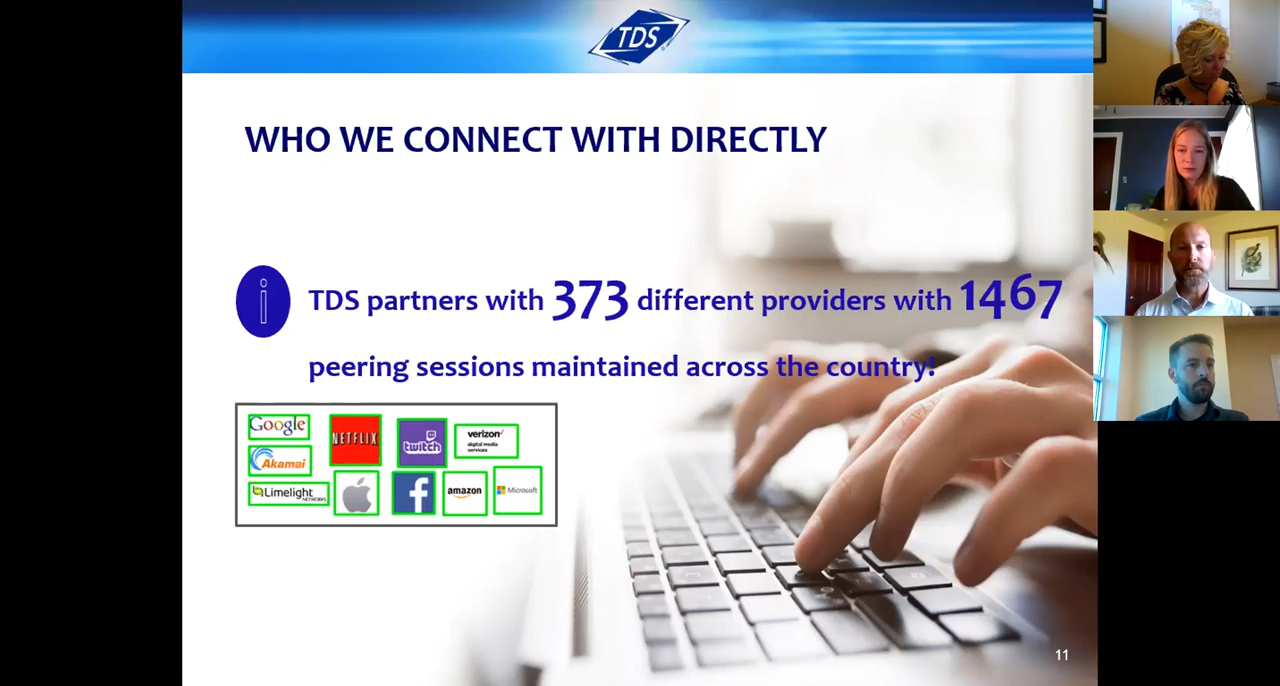 TDS
WHO WE CONNECT WITH DIRECTLY
i
TDS partners with 373 different providers with 1467
peering sessions maintained across the country!
Google
NETFLIX
twitch
verizon✓
digital media
services
Akamai
Limelight
NETWORKS
f
amazon
Microsoft
11